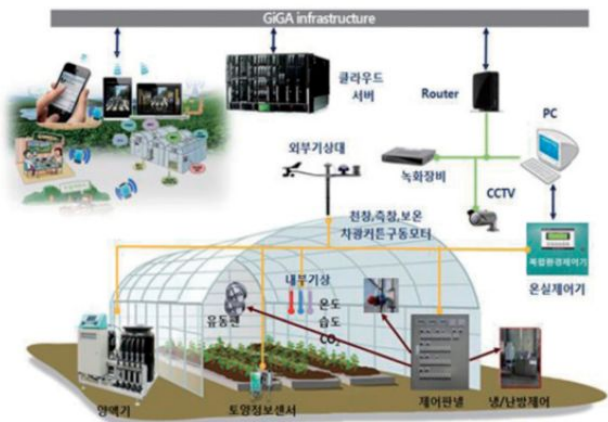 GiGA infrastructure
클라우드
서버
Router
PC
외부기상대
녹화장비
CCTV
천창,측창,보온
차광커튼구동모터
복합환경제어기
온실제어기
내부기상
유동팬
온도
습도
CO₂
양액기
토양정보센서
제어판넬
냉/난방제어